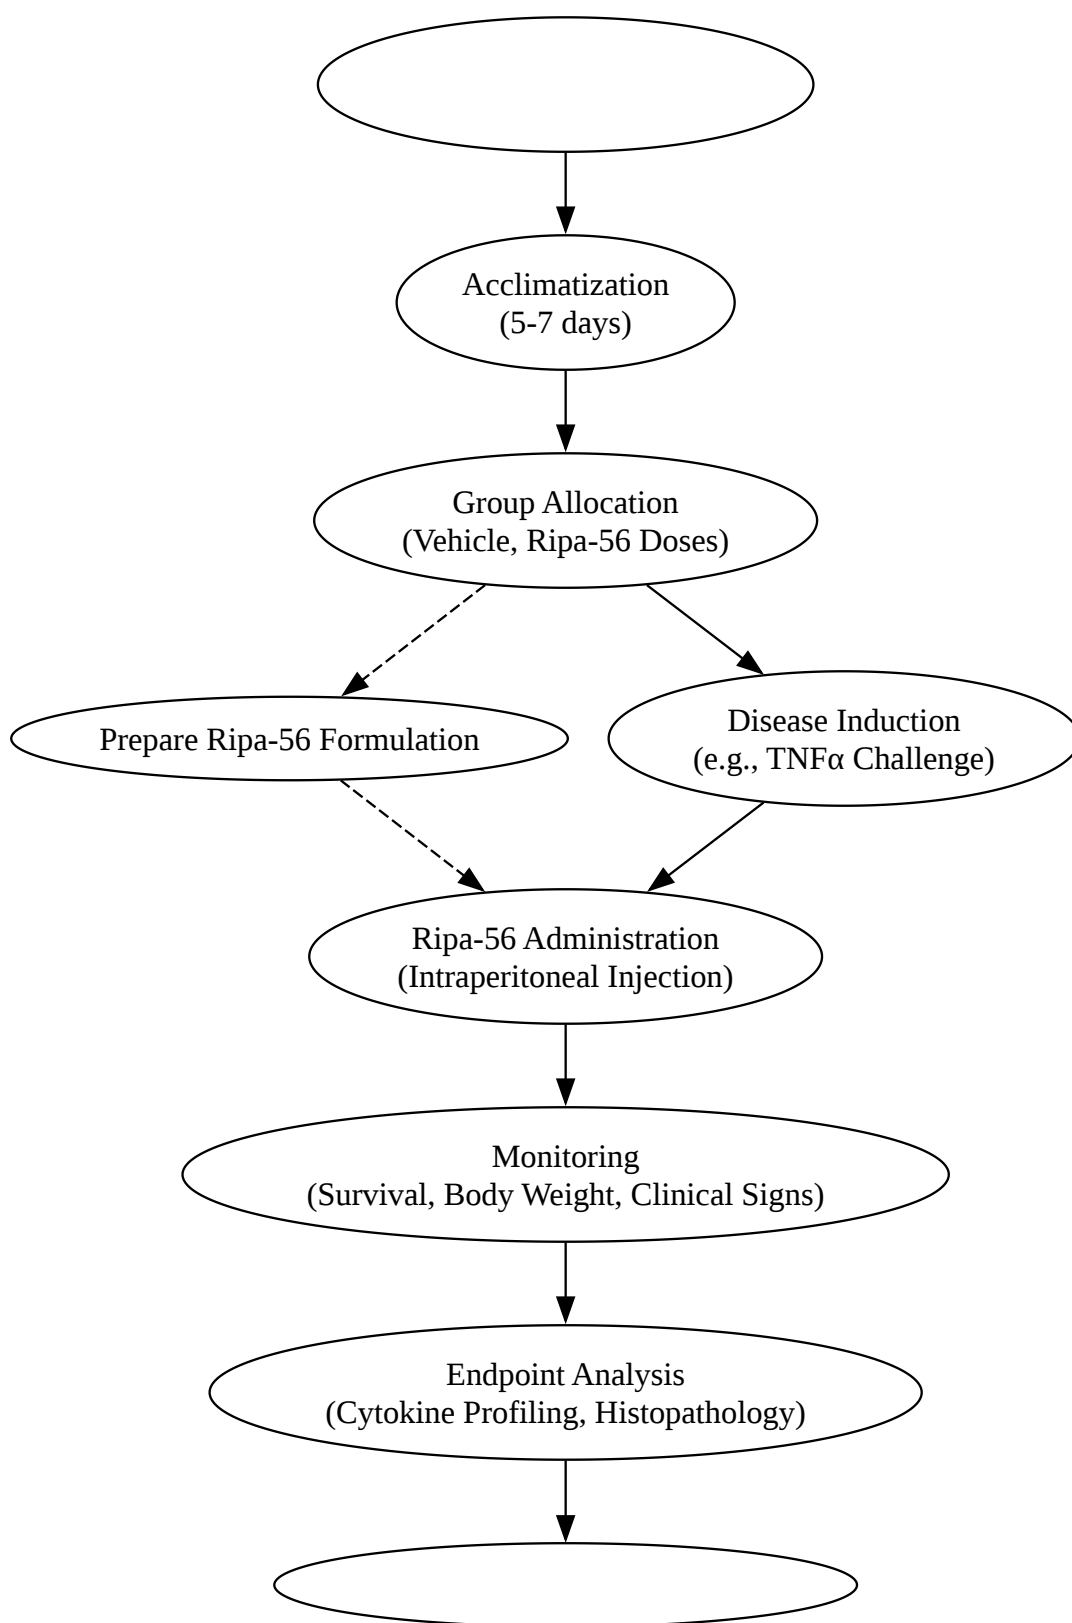 Acclimatization
(5-7 days)
Group Allocation
(Vehicle, Ripa-56 Doses)
Prepare Ripa-56 Formulation
Disease Induction
(e.g., TNFα Challenge)
Ripa-56 Administration
(Intraperitoneal Injection)
Monitoring
(Survival, Body Weight, Clinical Signs)
Endpoint Analysis
(Cytokine Profiling, Histopathology)